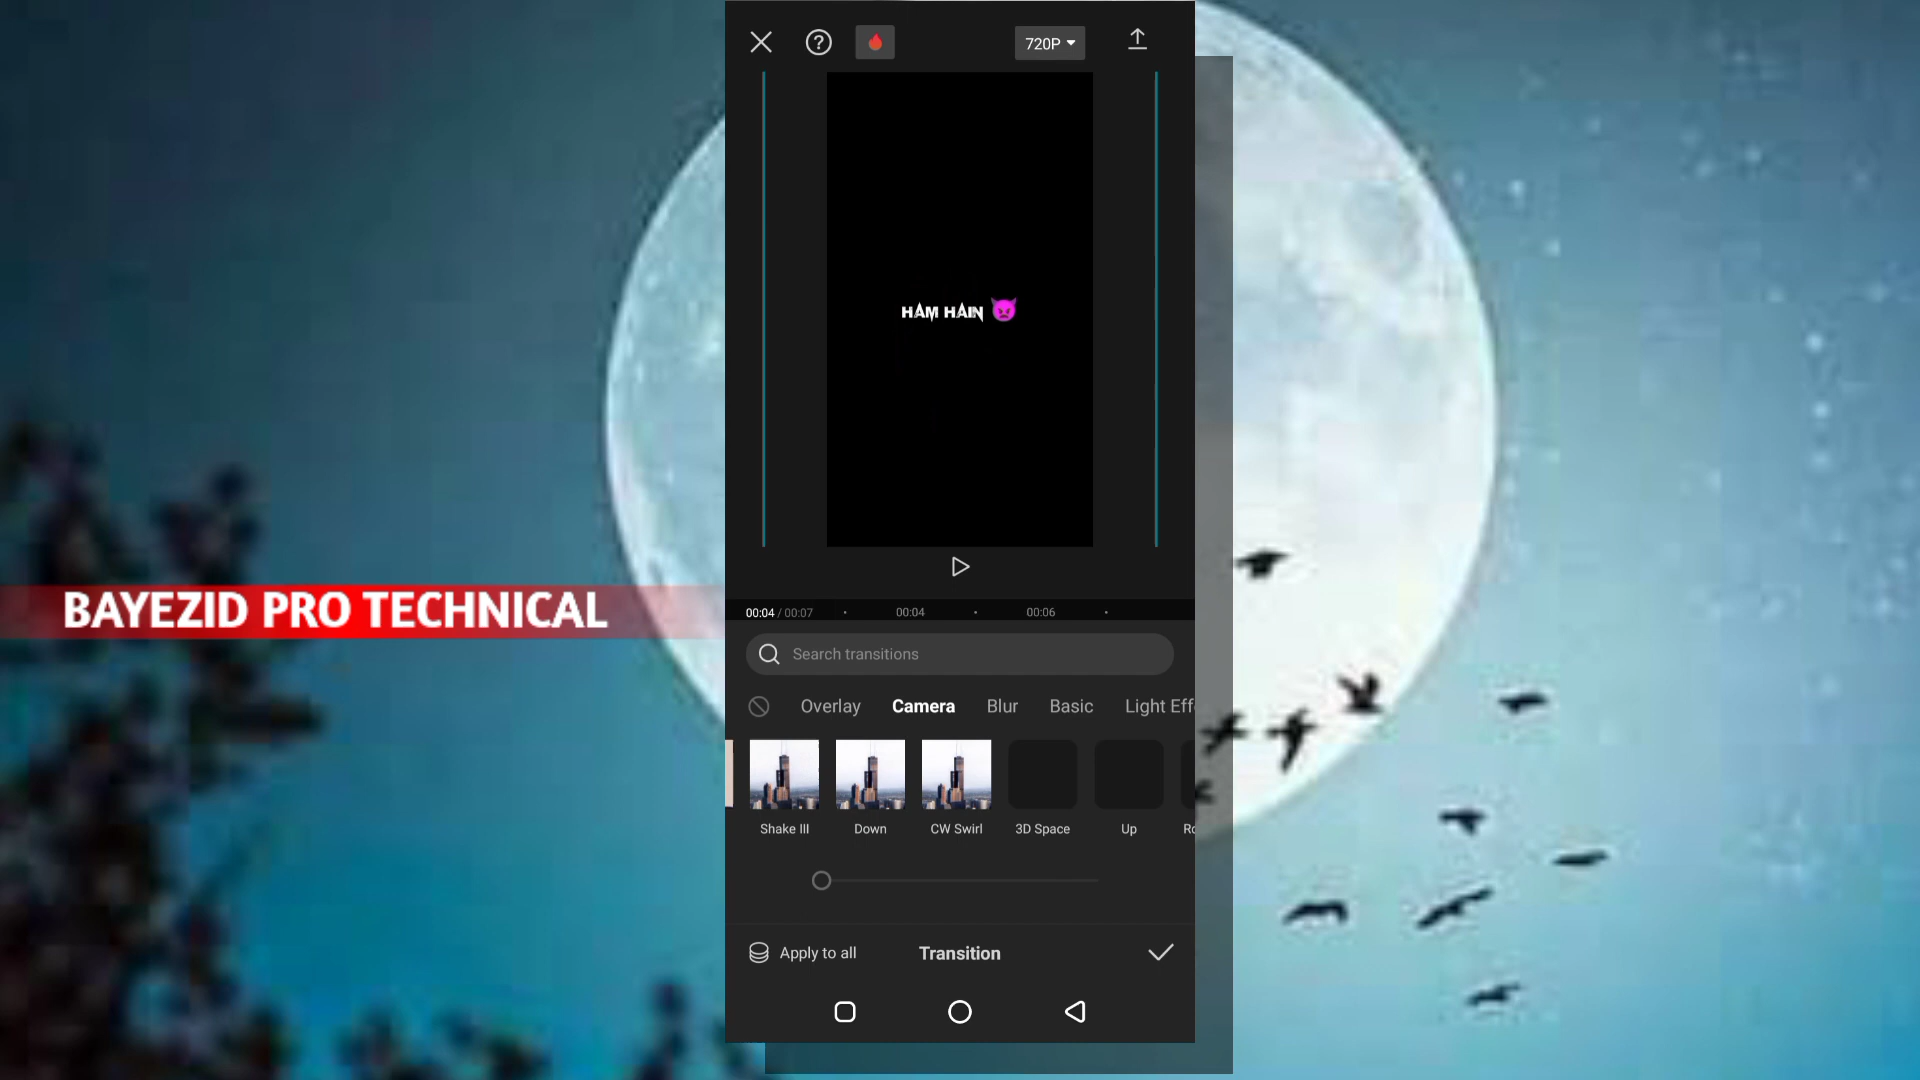 720P
HAM HAIN 😈
BAYEZID PRO TECHNICAL
00:04 / 00:07 00:04 00:06
Search transitions
Overlay Camera Blur Basic Light Eff
Shake III Down CW Swirl 3D Space Up Ro
Apply to all Transition